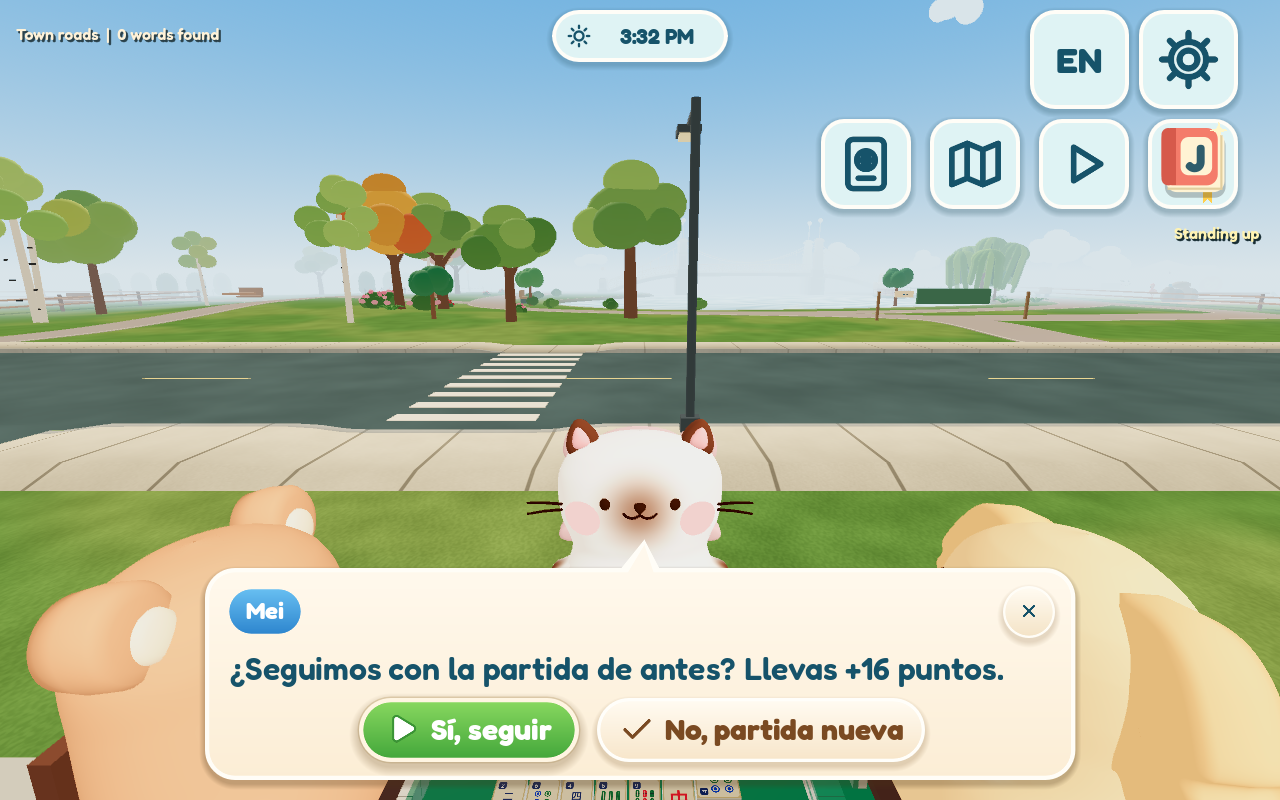 Town roads | 0 words found
3:32 PM
EN
J
Standing up
Mei
¿Seguimos con la partida de antes? Llevas +16 puntos.
Sí, seguir
No, partida nueva